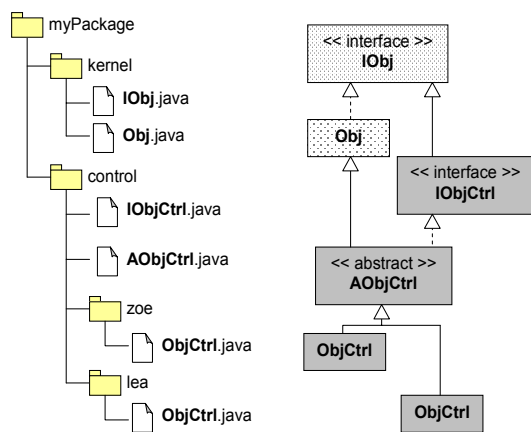 myPackage
kernel
IObj.java
Obj.java
control
IObjCtrl.java
AObjCtrl.java
zoe
ObjCtrl.java
lea
ObjCtrl.java
<< interface >>
IObj
Obj
<< interface >>
IObjCtrl
<< abstract >>
AObjCtrl
ObjCtrl
ObjCtrl